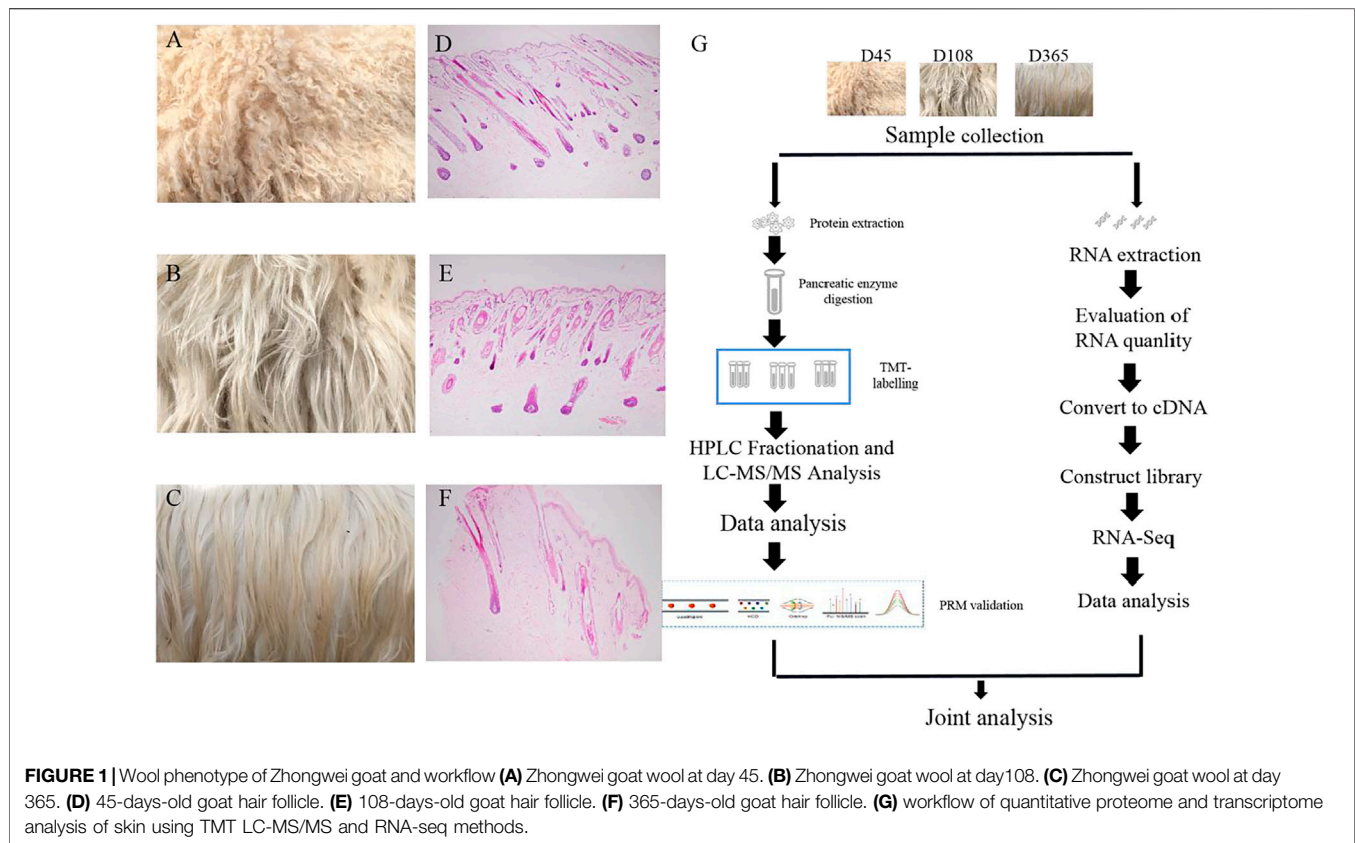 A
D
G
D45
D108
D365
Sample collection
Protein extraction
RNA extraction
Pancreatic enzyme
digestion
Evaluation of
RNA quanlity
B
E
TMT-
labelling
Convert to cDNA
HPLC Fractionation and
LC-MS/MS Analysis
Construct library
C
F
Data analysis
RNA-Seq
PRM validation
Data analysis
Joint analysis
FIGURE 1 | Wool phenotype of Zhongwei goat and workflow (A) Zhongwei goat wool at day 45. (B) Zhongwei goat wool at day108. (C) Zhongwei goat wool at day
365. (D) 45-days-old goat hair follicle. (E) 108-days-old goat hair follicle. (F) 365-days-old goat hair follicle. (G) workflow of quantitative proteome and transcriptome
analysis of skin using TMT LC-MS/MS and RNA-seq methods.